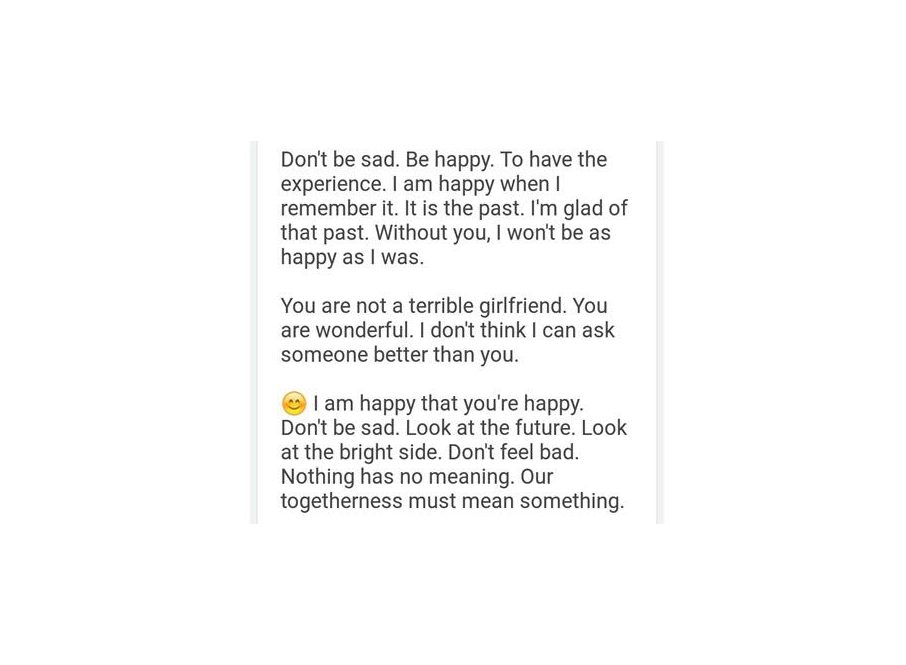 Don't be sad. Be happy. To have the
experience. I am happy when I
remember it. It is the past. I'm glad of
that past. Without you, I won't be as
happy as I was.
You are not a terrible girlfriend. You
are wonderful. I don't think I can ask
someone better than you.
😊 I am happy that you're happy.
Don't be sad. Look at the future. Look
at the bright side. Don't feel bad.
Nothing has no meaning. Our
togetherness must mean something.